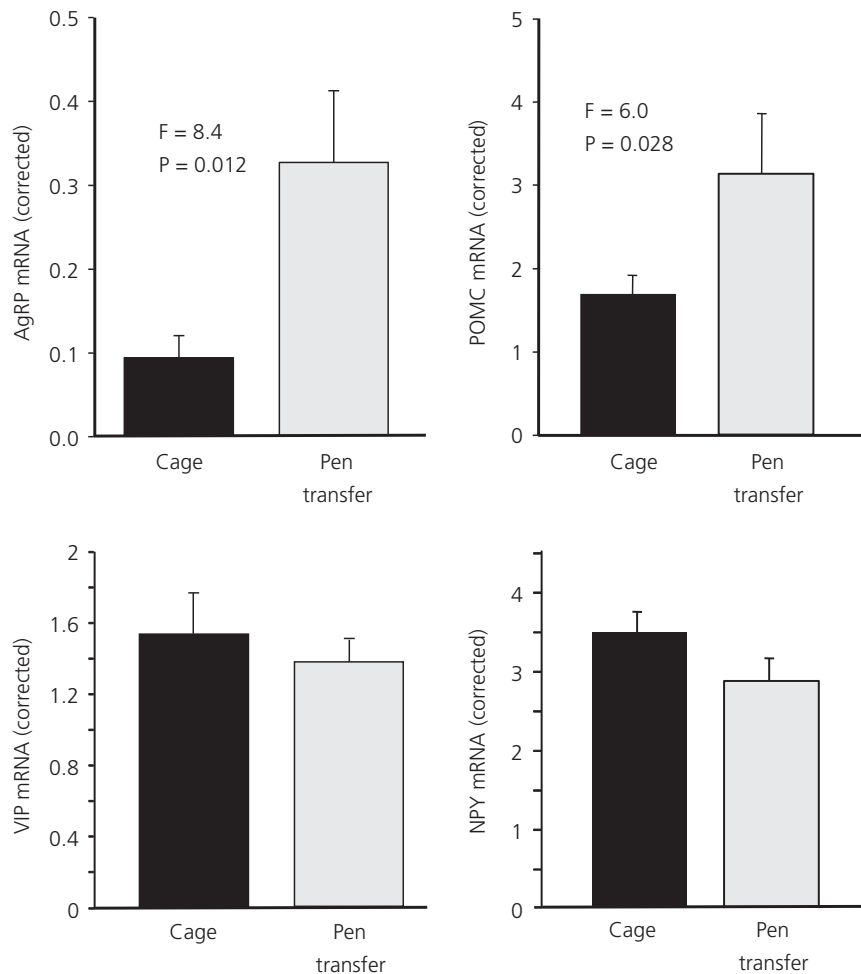 AgRP mRNA (corrected)
0.5
0.4
0.3
0.2
0.1
0.0
F = 8.4
P = 0.012
Cage
Pen
transfer
POMC mRNA (corrected)
5
4
3
2
1
0
F = 6.0
P = 0.028
Cage
Pen
transfer
VIP mRNA (corrected)
2
1.6
1.2
0.8
0.4
0
Cage
Pen
transfer
NPY mRNA (corrected)
4
3
2
1
0
Cage
Pen
transfer